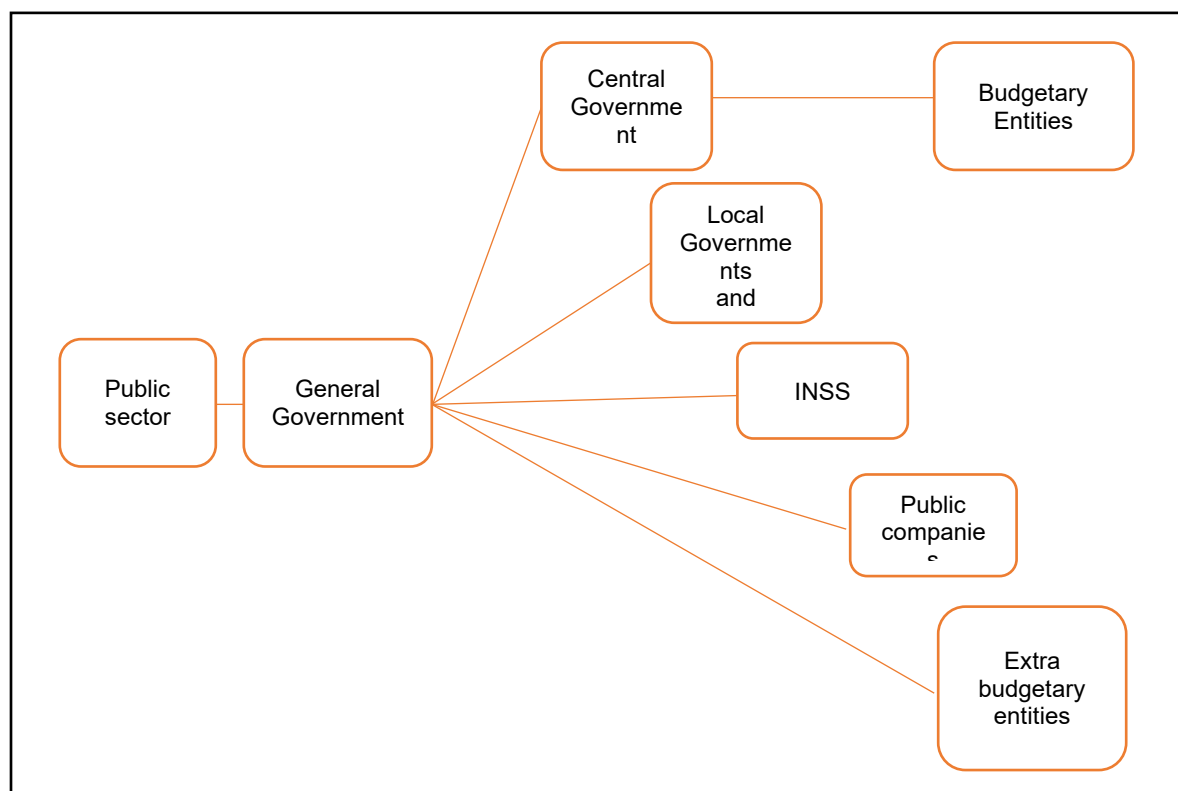 Central
Governme
nt
Budgetary
Entities
Local
Governme
nts
and
Public
sector
General
Government
INSS
Public
companie
s
Extra
budgetary
entities